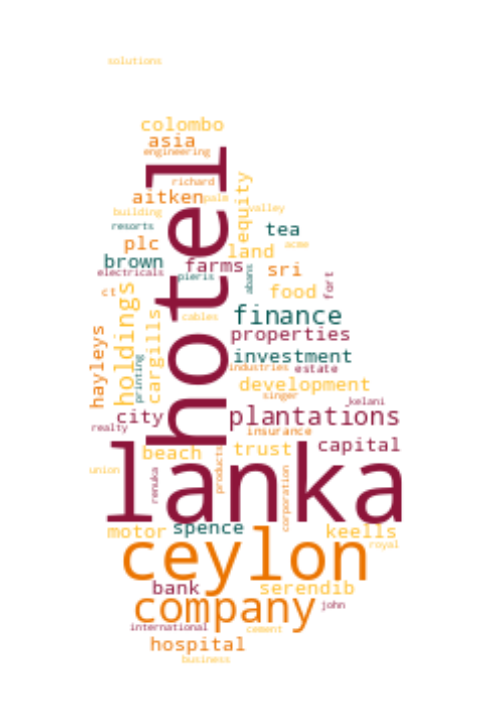 solutions
colombo
asia
engineering
hotel
richard
aitken
palm
equity
building
valley
resorts
tea
plc
land
acme
brown
farms
sri
electricals
pieris
abans
fort
ct
holdings
food
cargills
cables
finance
hayleys
properties
printing
investment
industries
estate
development
singer
kelani
city
plantations
realty
insurance
beach
trust
capital
union
renuka
products
corporation
lanka
motor
spence
keells
ceylon
royal
bank
serendib
company
john
international
cement
hospital
business